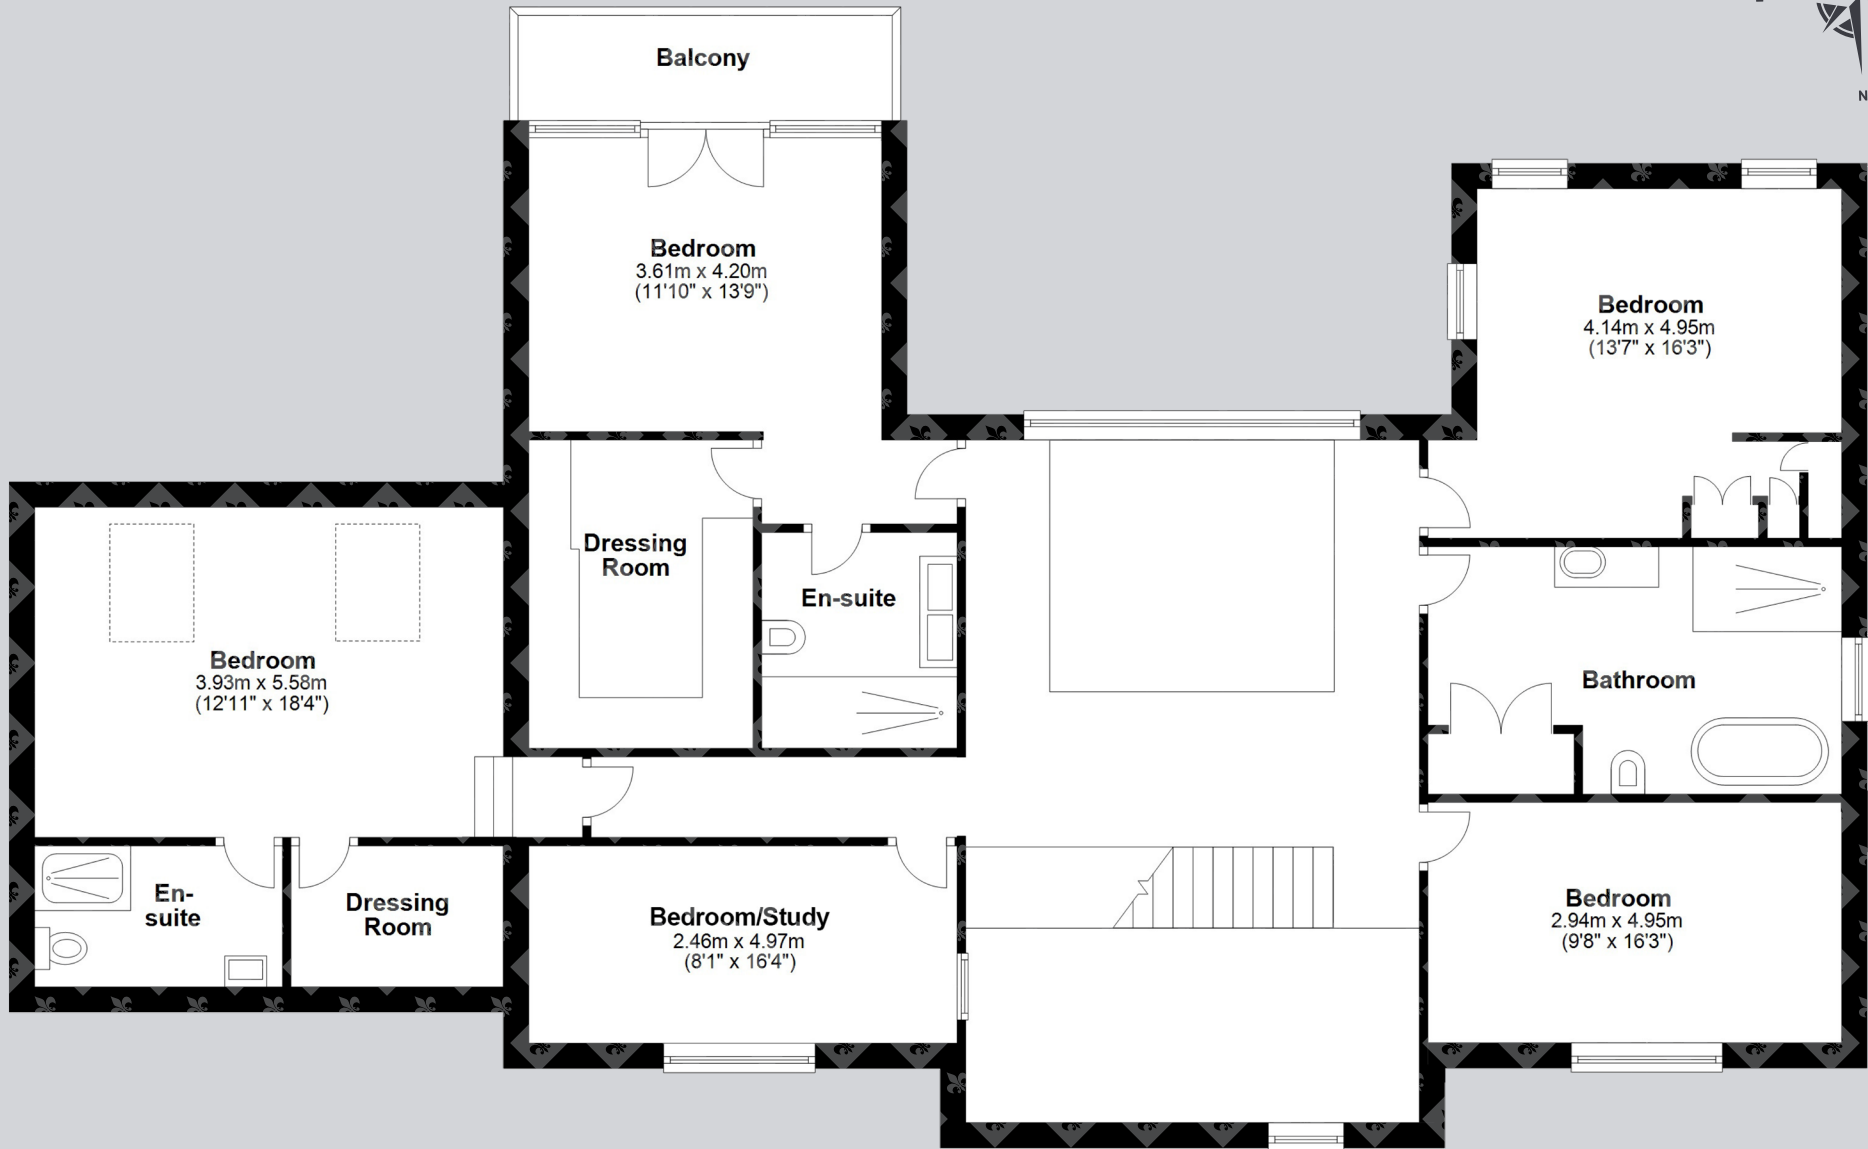 Balcony
N
Bedroom
3.61m x 4.20m
(11'10" x 13'9")
Bedroom
4.14m x 4.95m
(13'7" x 16'3")
Dressing
Room
En-suite
Bedroom
3.93m x 5.58m
(12'11" x 18'4")
Bathroom
En-
suite
Dressing
Room
Bedroom/Study
2.46m x 4.97m
(8'1" x 16'4")
Bedroom
2.94m x 4.95m
(9'8" x 16'3")